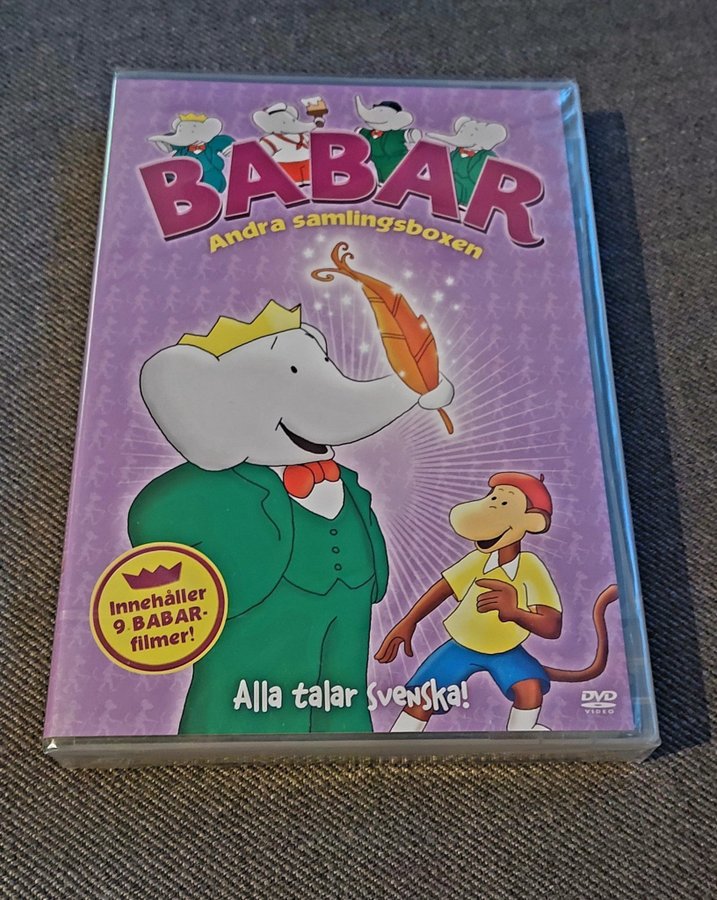 BABAR
Andra samlingsboxen
Innehåller
9 BABAR-
filmer!
Alla talar svenska!
DVD
VIDEO